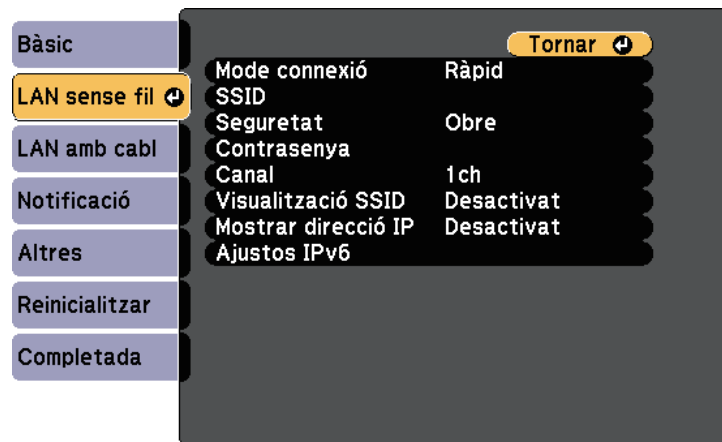 Bàsic
LAN sense fil
LAN amb cabl
Notificació
Altres
Reinicialitzar
Completada
Tornar
Mode connexió Ràpid
SSID
Seguretat Obre
Contrasenya
Canal 1ch
Visualització SSID Desactivat
Mostrar direcció IP Desactivat
Ajustos IPv6